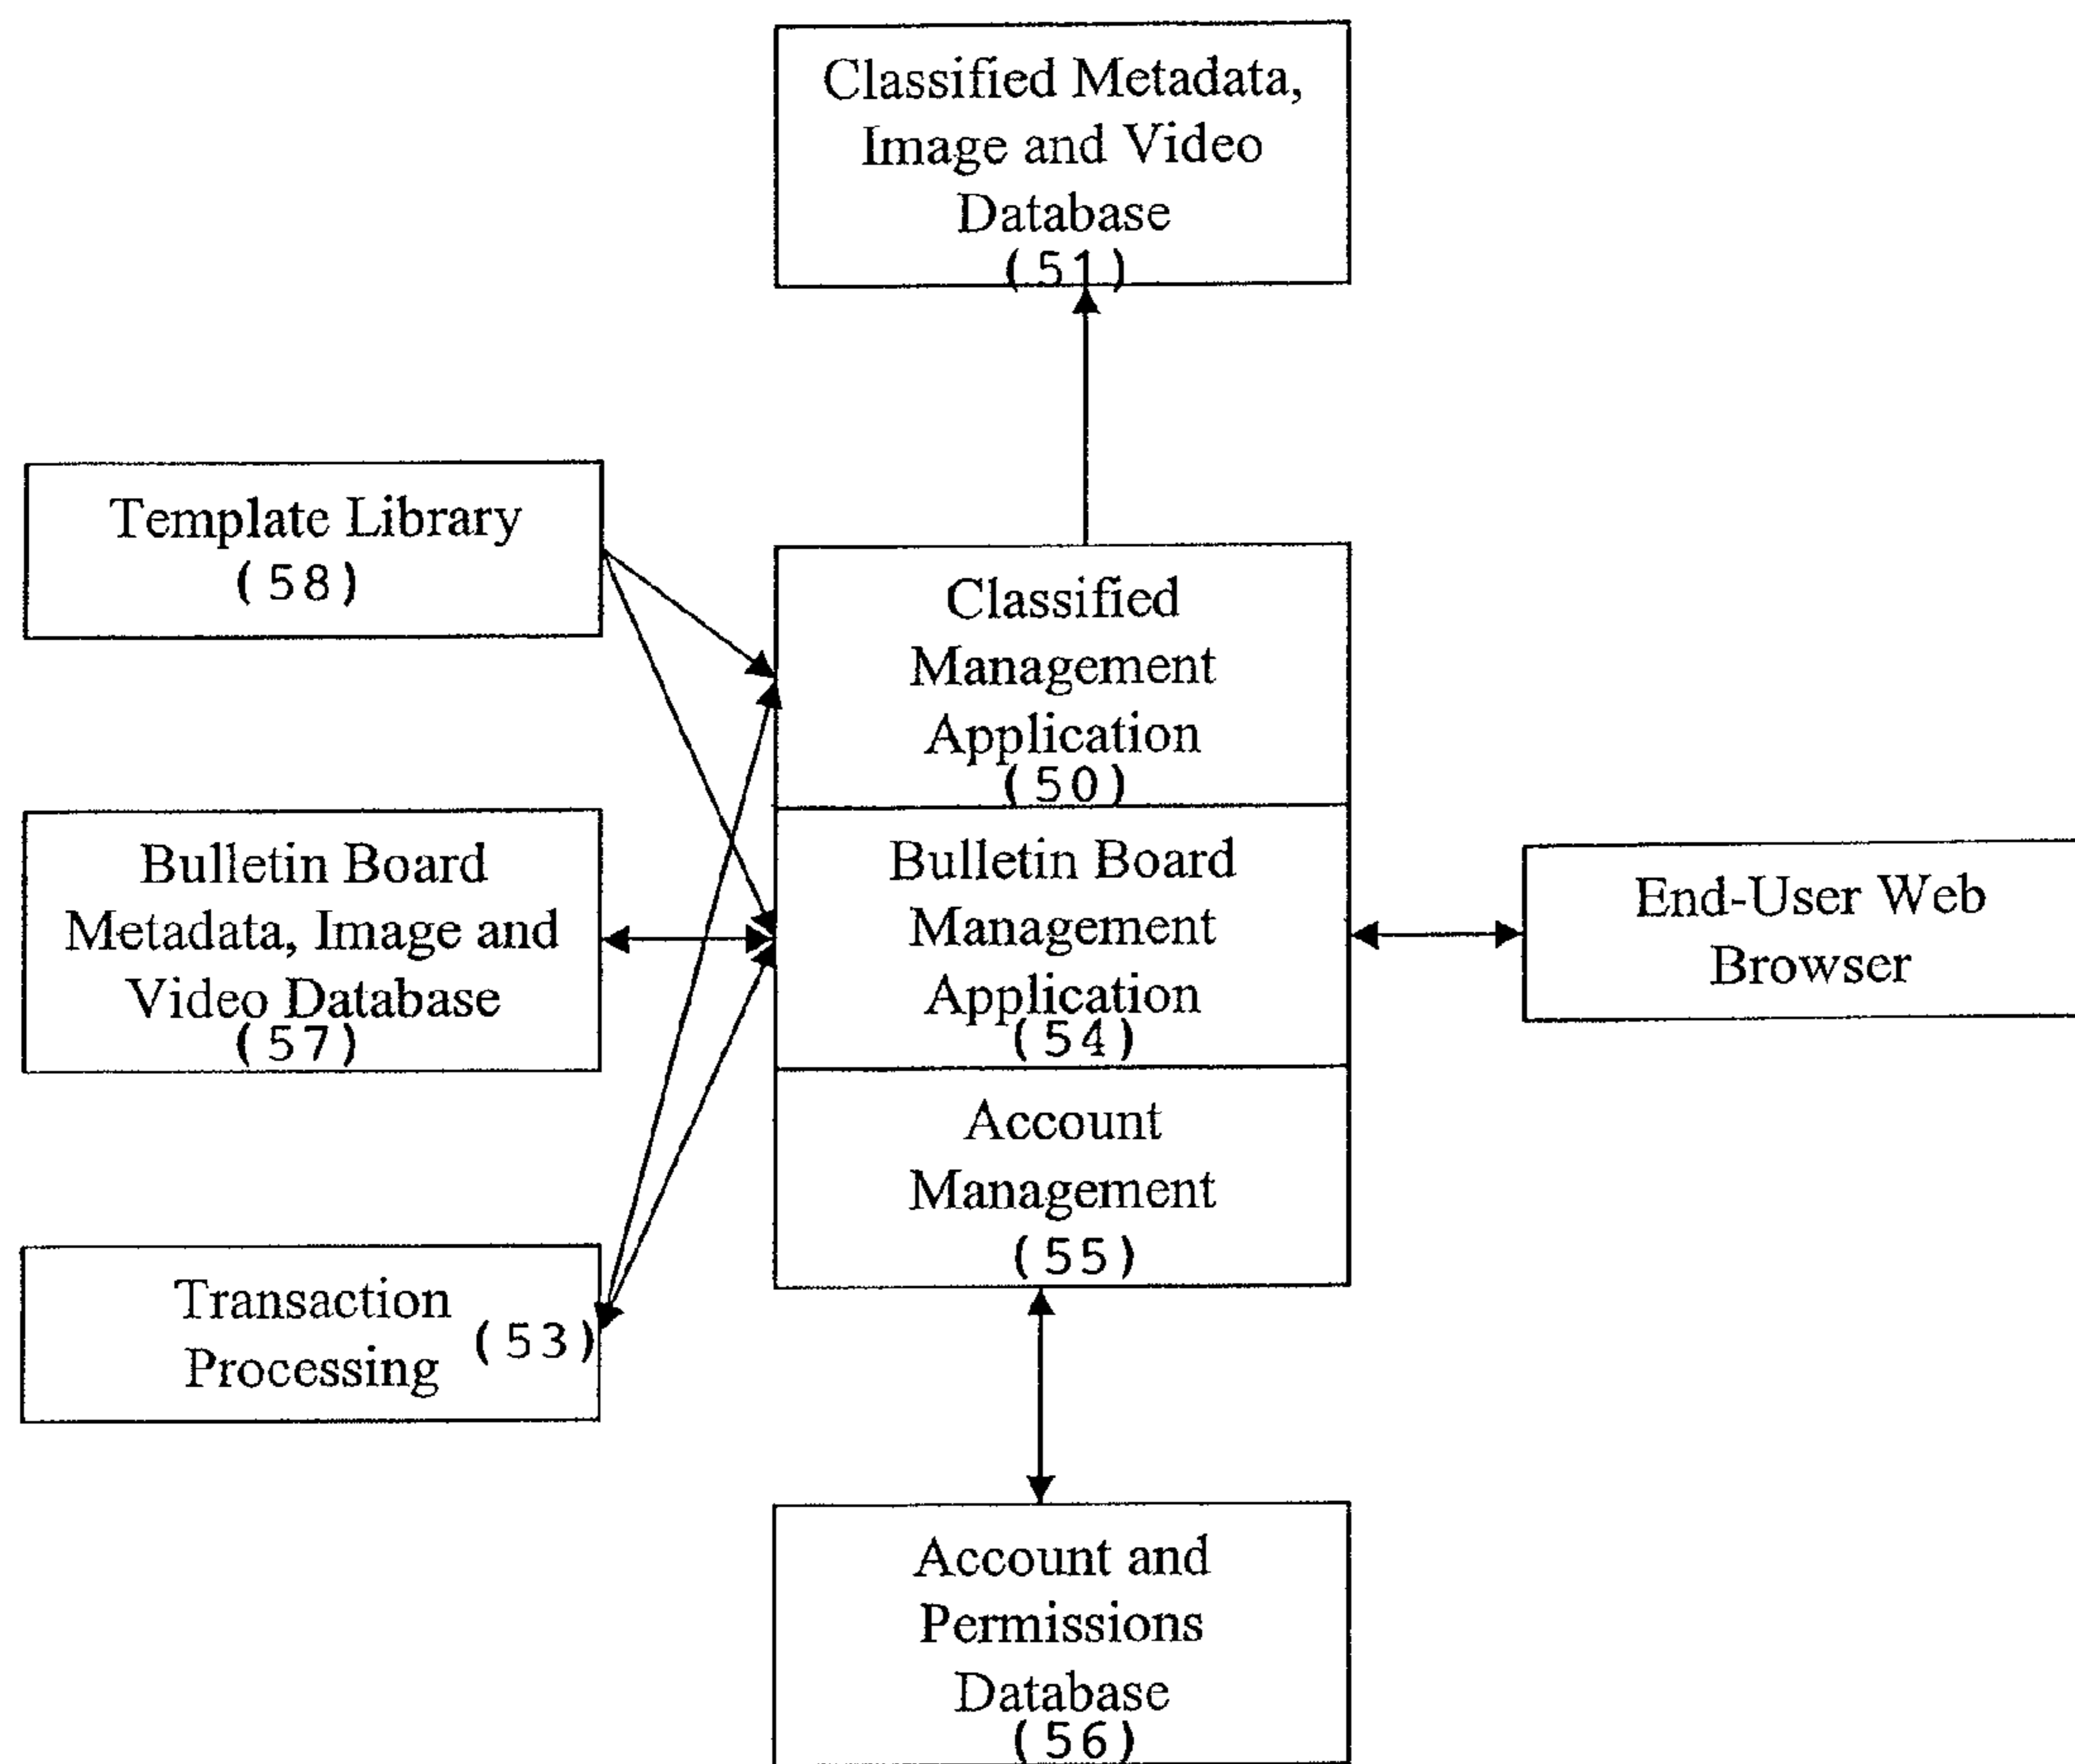 Classified Metadata,
Image and Video
Database
(51)
Template Library
(58)
Classified
Management
Application
(50)
Bulletin Board
Metadata, Image and
Video Database
(57)
Bulletin Board
Management
Application
(54)
End-User Web
Browser
Account
Management
(55)
Transaction
Processing
(53)
Account and
Permissions
Database
(56)